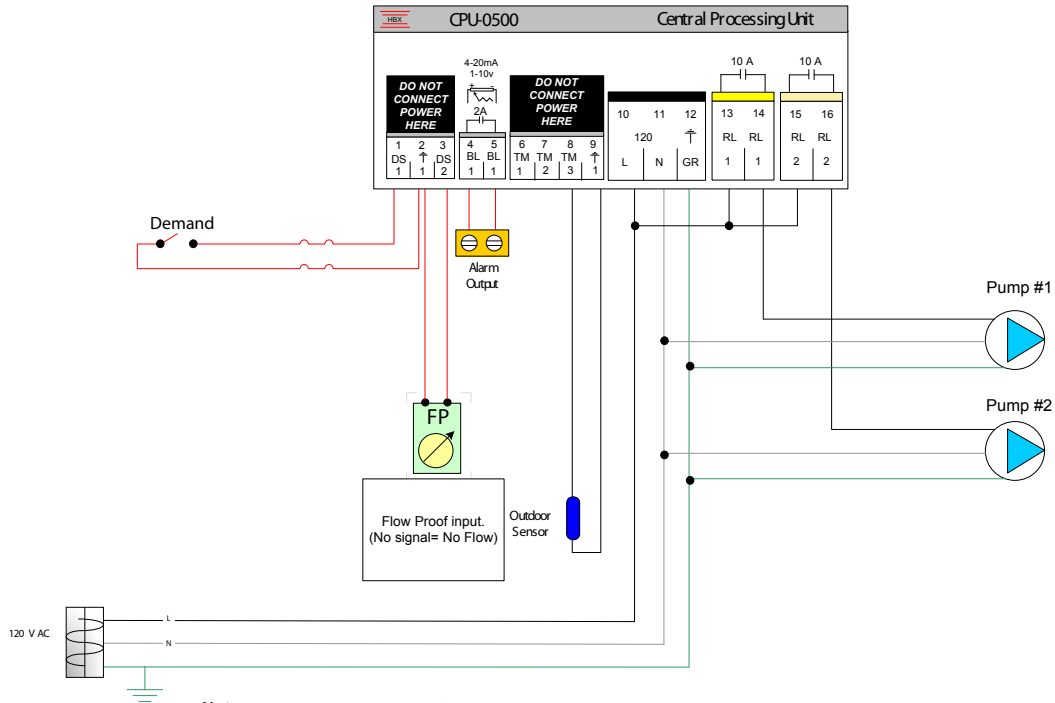 HBX CPU-0500 Central Processing Unit
4-20mA
1-10v
+ -
2A
DO NOT
CONNECT
POWER
HERE
DO NOT
CONNECT
POWER
HERE
10 A
10 A
1 2 3
DS DS
1 1 2
4 5
BL BL
1 1
6 7 8 9
TM TM TM
1 2 3 1
10 11 12
120
L N GR
13 14
RL RL
1 1
15 16
RL RL
2 2
Demand
Alarm
Output
Pump #1
Pump #2
FP
Flow Proof input.
(No signal= No Flow)
Outdoor
Sensor
120 V AC
L
N